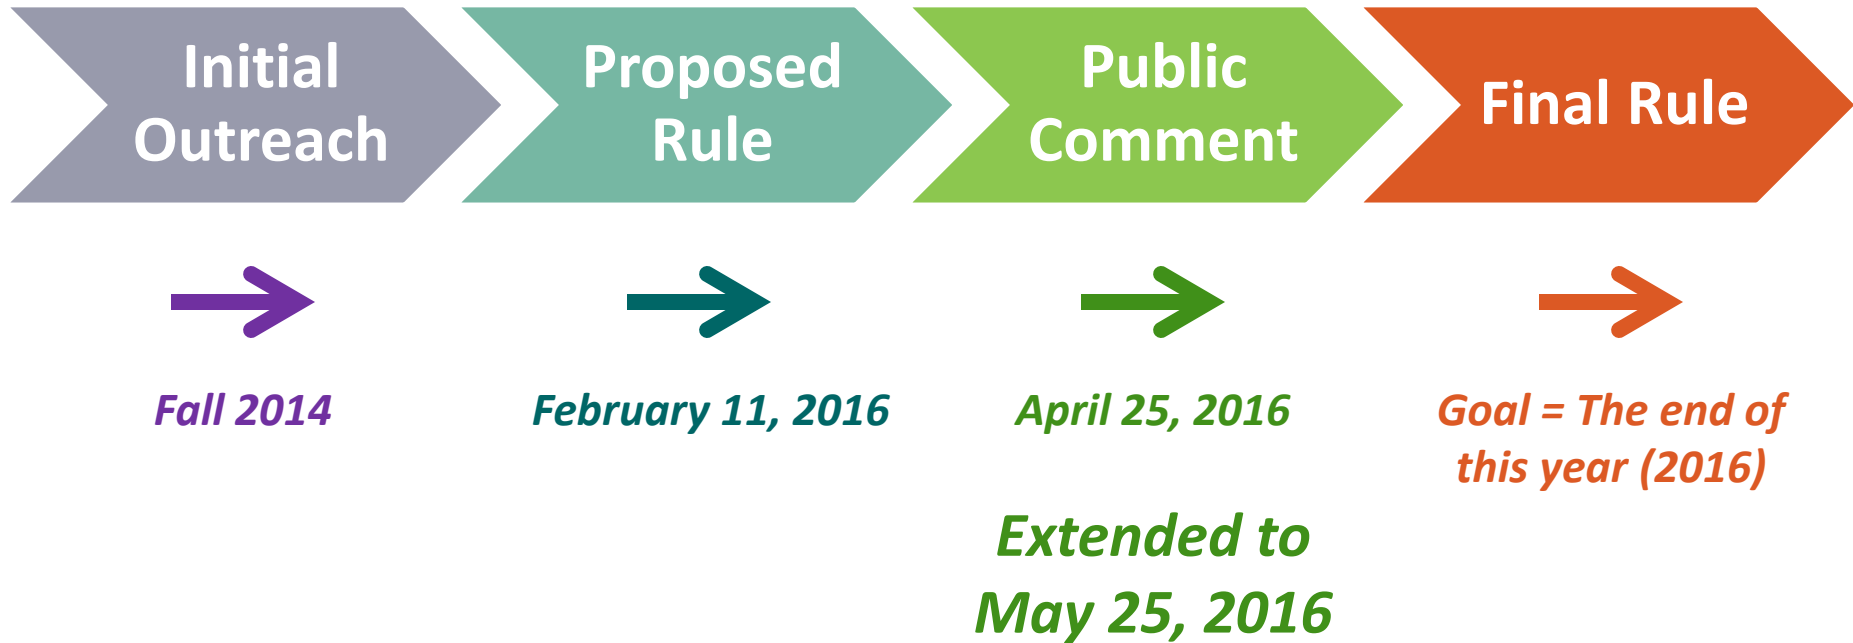 Initial
Outreach
Proposed
Rule
Public
Comment
Final Rule
Fall 2014
February 11, 2016
April 25, 2016
Extended to
May 25, 2016
Goal = The end of
this year (2016)